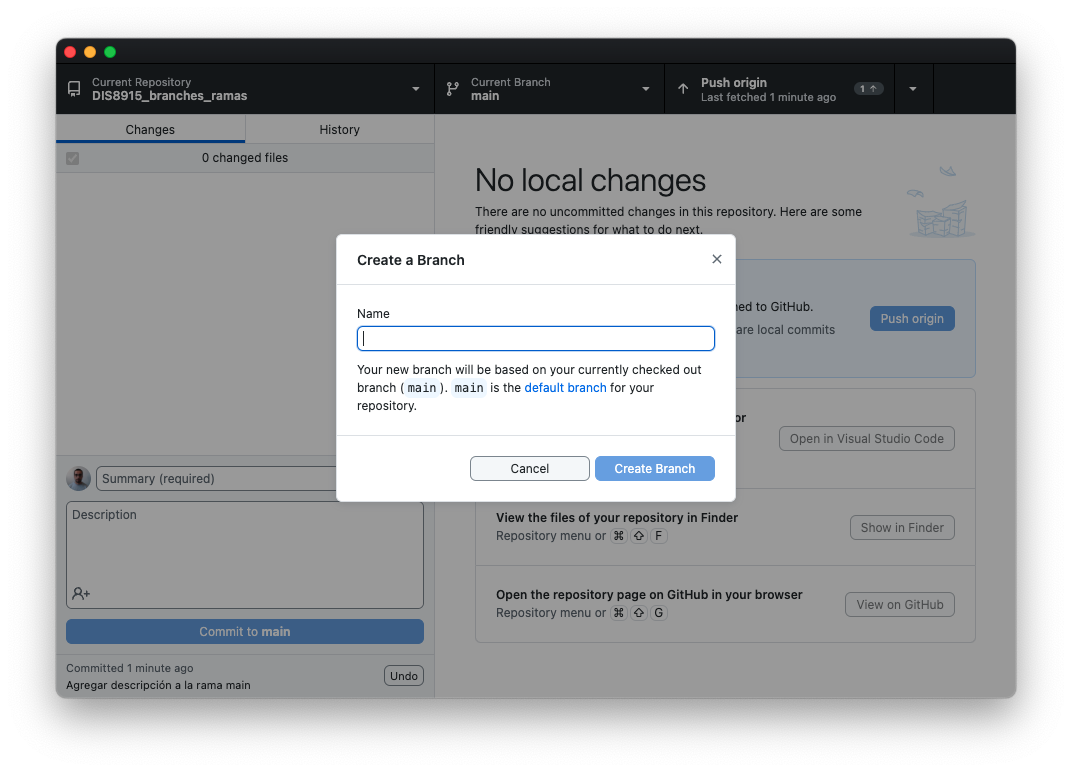 Current Repository
DIS8915_branches_ramas
Current Branch
main
Push origin
Last fetched 1 minute ago
1
Changes
History
0 changed files
No local changes
There are no uncommitted changes in this repository. Here are some
friendly suggestions for what to do next.
Create a Branch
Name
Your new branch will be based on your currently checked out
branch ( main ). main is the default branch for your
repository.
Cancel
Create Branch
to GitHub.
Push origin
are local commits
or
Open in Visual Studio Code
Summary (required)
Description
View the files of your repository in Finder
Repository menu or ⌘ ⇧ F
Show in Finder
Open the repository page on GitHub in your browser
Repository menu or ⌘ ⇧ G
View on GitHub
Commit to main
Committed 1 minute ago
Agregar descripción a la rama main
Undo